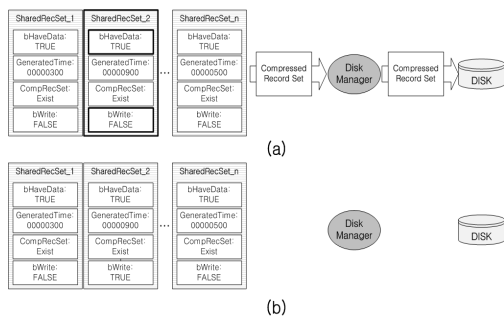 SharedRecSet_1
bHaveData:
TRUE
GeneratedTime:
00000300
CompRecSet:
Exist
bWrite:
FALSE
SharedRecSet_2
bHaveData:
TRUE
GeneratedTime:
00000900
CompRecSet:
Exist
bWrite:
FALSE
...
SharedRecSet_n
bHaveData:
TRUE
GeneratedTime:
00000500
CompRecSet:
Exist
bWrite:
FALSE
Compressed
Record Set
Disk
Manager
Compressed
Record Set
DISK
(a)
SharedRecSet_1
bHaveData:
TRUE
GeneratedTime:
00000300
CompRecSet:
Exist
bWrite:
FALSE
SharedRecSet_2
bHaveData:
TRUE
GeneratedTime:
00000900
CompRecSet:
Exist
bWrite:
TRUE
...
SharedRecSet_n
bHaveData:
TRUE
GeneratedTime:
00000500
CompRecSet:
Exist
bWrite:
FALSE
Disk
Manager
DISK
(b)